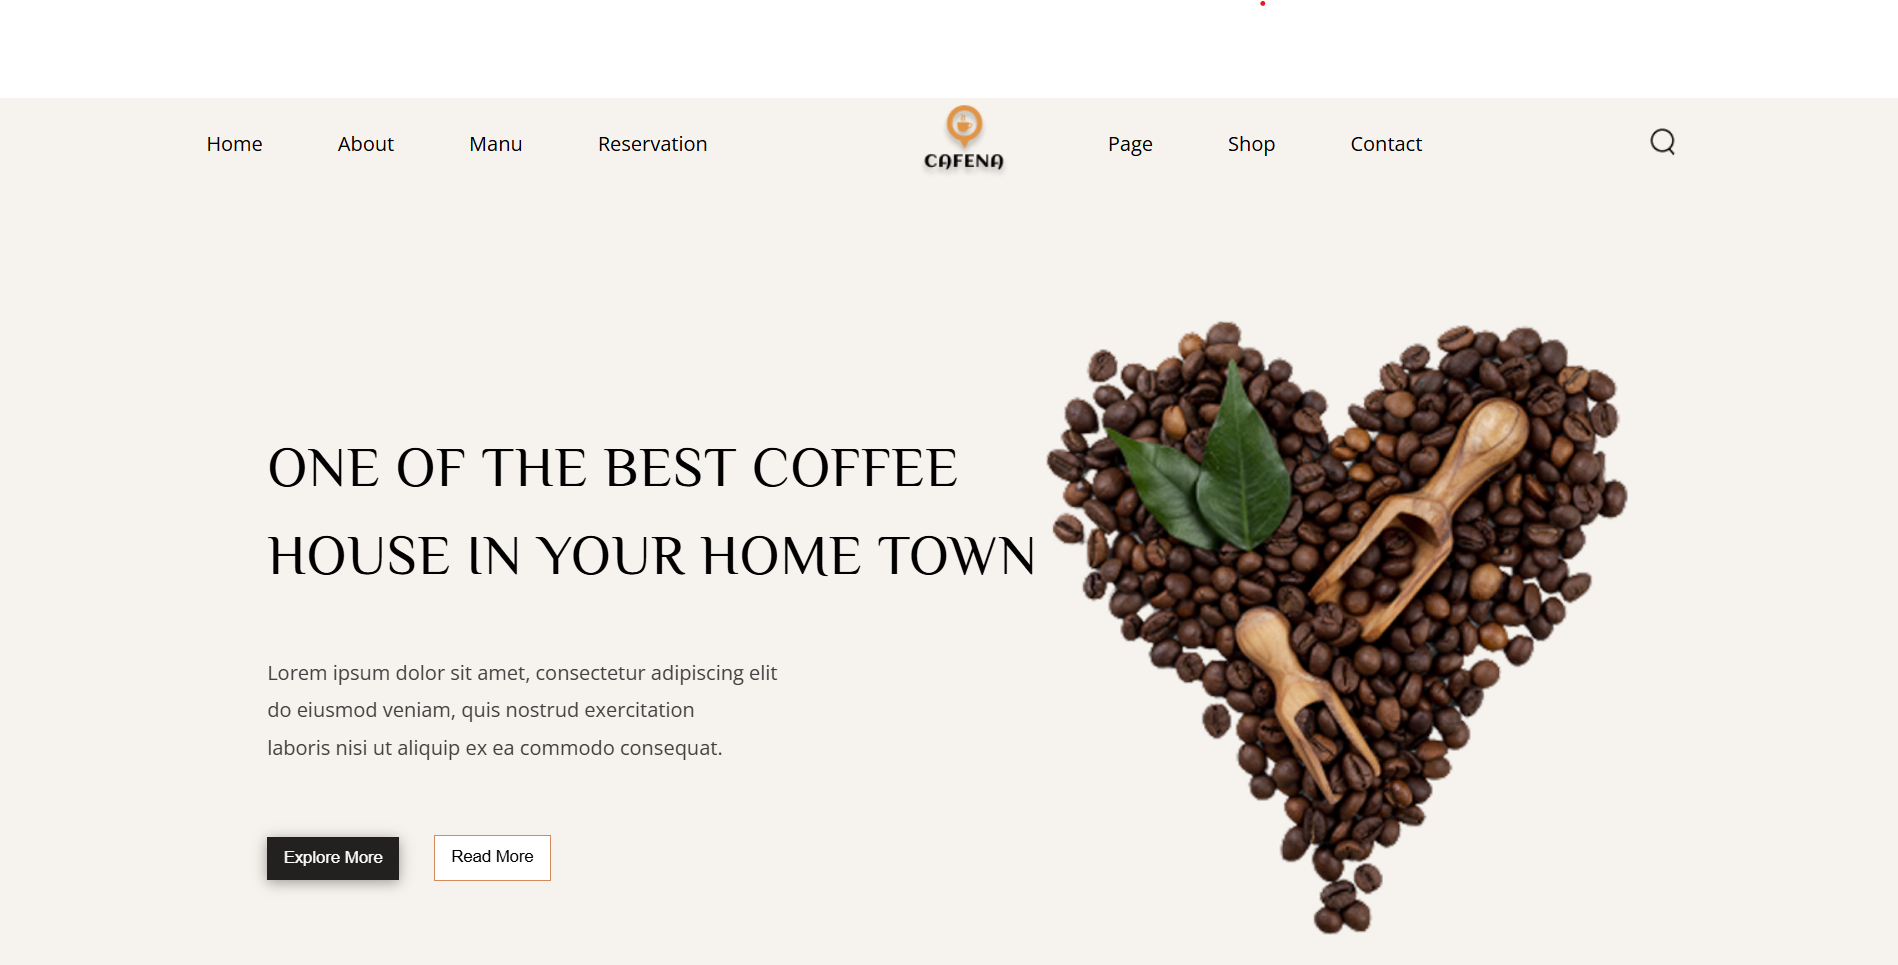 Home About Manu Reservation CAFENA Page Shop Contact
ONE OF THE BEST COFFEE
HOUSE IN YOUR HOME TOWN
Lorem ipsum dolor sit amet, consectetur adipiscing elit
do eiusmod veniam, quis nostrud exercitation
laboris nisi ut aliquip ex ea commodo consequat.
Explore More Read More